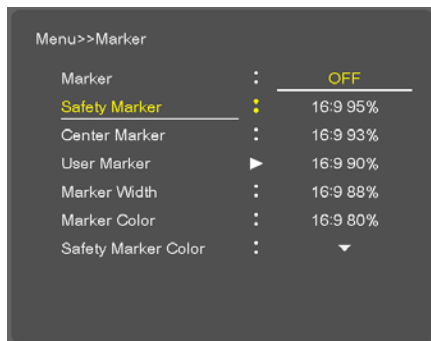 Menu>>Marker
Marker : OFF
Safety Marker : 16:9 95%
Center Marker : 16:9 93%
User Marker ▶ 16:9 90%
Marker Width : 16:9 88%
Marker Color : 16:9 80%
Safety Marker Color : ▼